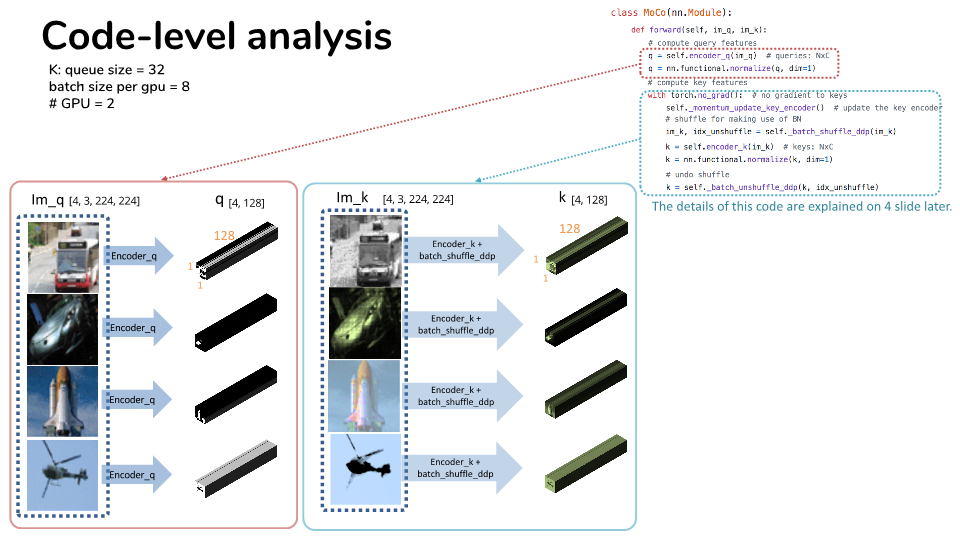 Code-level analysis
K: queue size = 32
batch size per gpu = 8
# GPU = 2
class MoCo(nn.Module):
def forward(self, im_q, im_k):
# compute query features
q = self.encoder_q(im_q)  # queries: NxC
q = nn.functional.normalize(q, dim=1)
# compute key features
with torch.no_grad():  # no gradient to keys
self._momentum_update_key_encoder()  # update the key encoder
# shuffle for making use of BN
im_k, idx_unshuffle = self._batch_shuffle_ddp(im_k)
k = self.encoder_k(im_k)  # keys: NxC
k = nn.functional.normalize(k, dim=1)
# undo shuffle
k = self._batch_unshuffle_ddp(k, idx_unshuffle)
The details of this code are explained on 4 slide later.
Im_q [4, 3, 224, 224]
q [4, 128]
128
1
1
Encoder_q
Encoder_q
Encoder_q
Encoder_q
Im_k [4, 3, 224, 224]
k [4, 128]
128
1
1
Encoder_k +
batch_shuffle_ddp
Encoder_k +
batch_shuffle_ddp
Encoder_k +
batch_shuffle_ddp
Encoder_k +
batch_shuffle_ddp